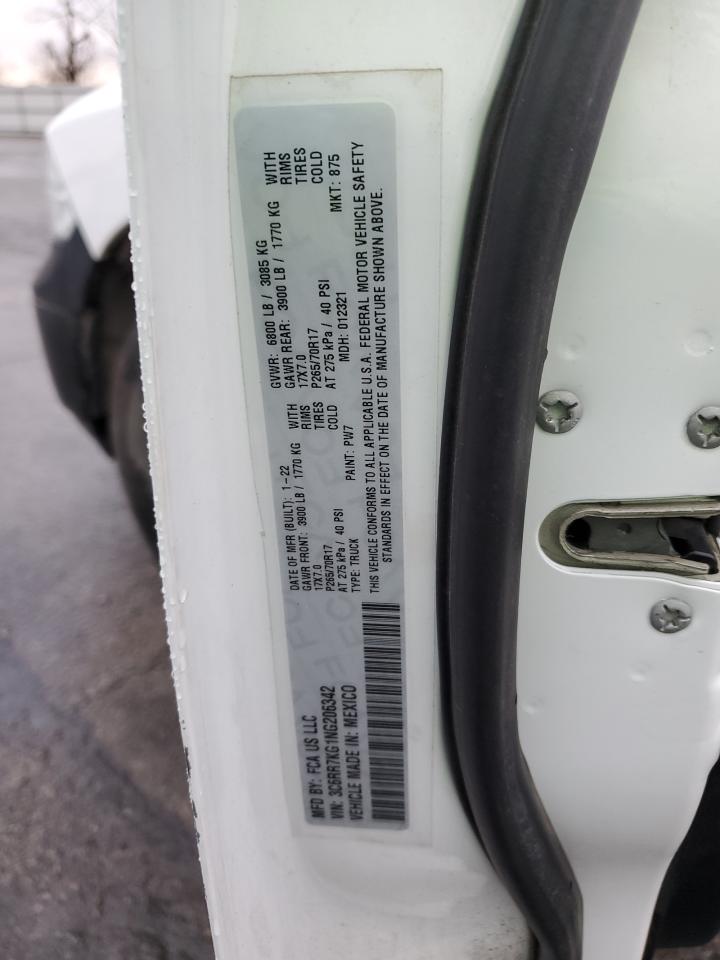 MFD BY: FCA US LLC
VIN: 3C6RR7KG1NG206342
VEHICLE MADE IN: MEXICO
DATE OF MFR (BUILT): 1-22
GAWR FRONT: 3900 LB / 1770 KG WITH
17X7.0 RIMS
P265/70R17 TIRES
AT 275 kPa / 40 PSI COLD
TYPE: TRUCK PAINT: PW7
GVWR: 6800 LB / 3085 KG
GAWR REAR: 3900 LB / 1770 KG WITH
17X7.0 RIMS
P265/70R17 TIRES
AT 275 kPa / 40 PSI COLD
MDH: 012321 MKT: 875
THIS VEHICLE CONFORMS TO ALL APPLICABLE U.S.A. FEDERAL MOTOR VEHICLE SAFETY
STANDARDS IN EFFECT ON THE DATE OF MANUFACTURE SHOWN ABOVE.